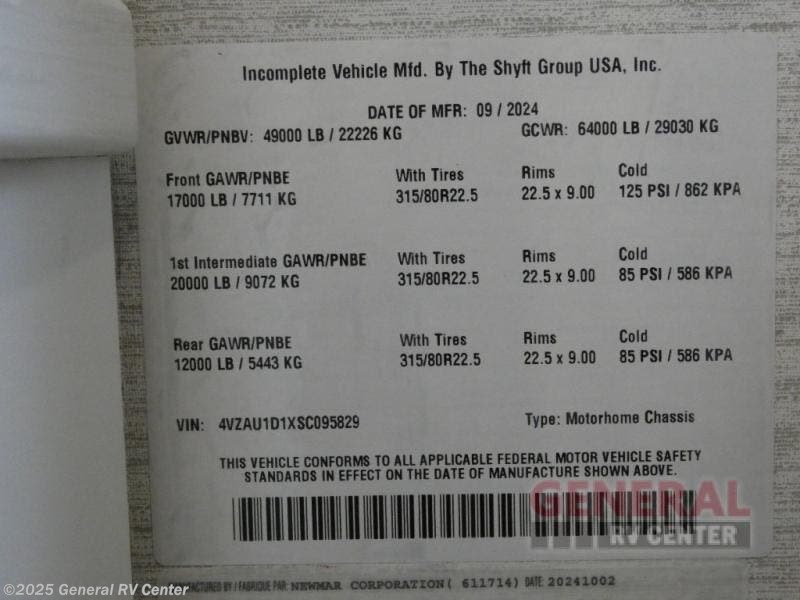 Incomplete Vehicle Mfd. By The Shyft Group USA, Inc.
DATE OF MFR: 09 / 2024
GVWR/PNBV: 49000 LB / 22226 KG GCWR: 64000 LB / 29030 KG
Front GAWR/PNBE With Tires Rims Cold
17000 LB / 7711 KG 315/80R22.5 22.5 x 9.00 125 PSI / 862 KPA
1st Intermediate GAWR/PNBE With Tires Rims Cold
20000 LB / 9072 KG 315/80R22.5 22.5 x 9.00 85 PSI / 586 KPA
Rear GAWR/PNBE With Tires Rims Cold
12000 LB / 5443 KG 315/80R22.5 22.5 x 9.00 85 PSI / 586 KPA
VIN: 4VZAU1D1XSC095829 Type: Motorhome Chassis
THIS VEHICLE CONFORMS TO ALL APPLICABLE FEDERAL MOTOR VEHICLE SAFETY
STANDARDS IN EFFECT ON THE DATE OF MANUFACTURE SHOWN ABOVE.
GENERAL
RV CENTER
MANUFACTURED BY / FABRIQUE PAR: NEWMAR CORPORATION( 611714) DATE: 20241002
©2025 General RV Center